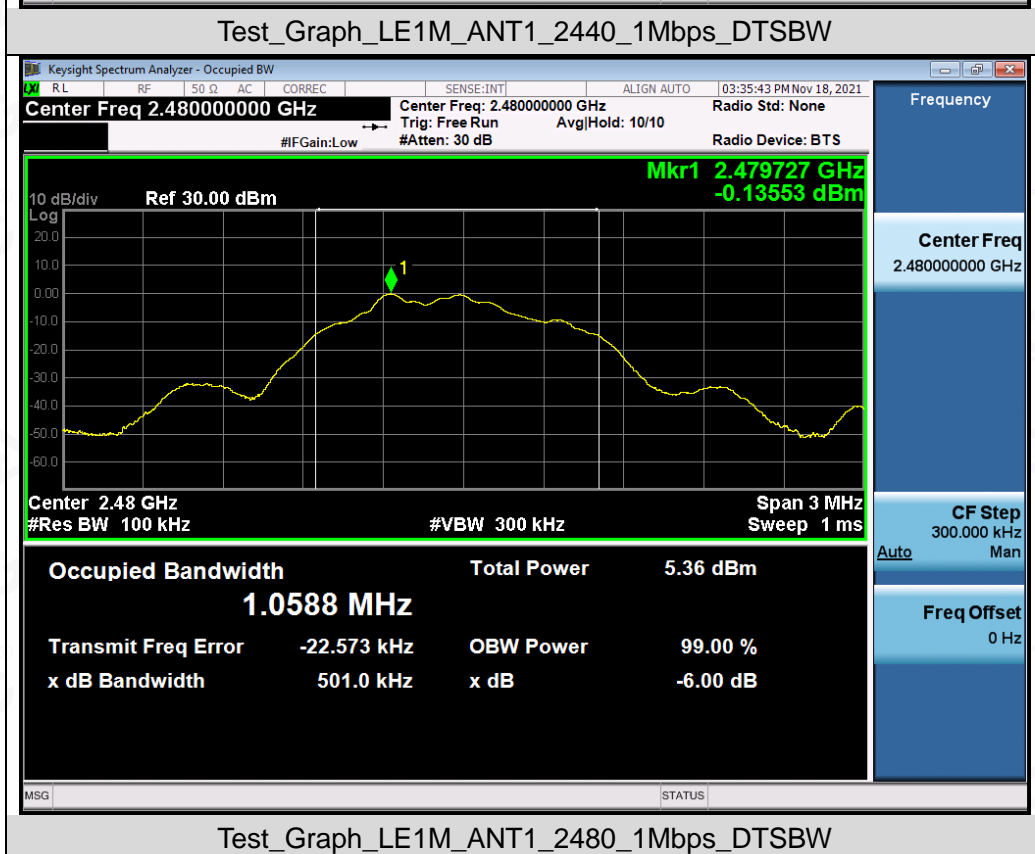 Test_Graph_LE1M_ANT1_2440_1Mbps_DTSBW
Keysight Spectrum Analyzer - Occupied BW
LXI RL RF 50 Ω AC CORREC SENSE:INT ALIGN AUTO 03:35:43 PM Nov 18, 2021
Center Freq 2.480000000 GHz Center Freq: 2.480000000 GHz Radio Std: None
Trig: Free Run Avg|Hold: 10/10
#IFGain:Low #Atten: 30 dB Radio Device: BTS
Frequency
Mkr1 2.479727 GHz
10 dB/div Ref 30.00 dBm -0.13553 dBm
Log
20.0
10.0
0.00
-10.0
-20.0
-30.0
-40.0
-50.0
-60.0
1
Center 2.48 GHz Span 3 MHz
#Res BW 100 kHz #VBW 300 kHz Sweep 1 ms
Center Freq
2.480000000 GHz
CF Step
300.000 kHz
Auto Man
Freq Offset
0 Hz
Occupied Bandwidth Total Power 5.36 dBm
1.0588 MHz
Transmit Freq Error -22.573 kHz OBW Power 99.00 %
x dB Bandwidth 501.0 kHz x dB -6.00 dB
MSG STATUS
Test_Graph_LE1M_ANT1_2480_1Mbps_DTSBW